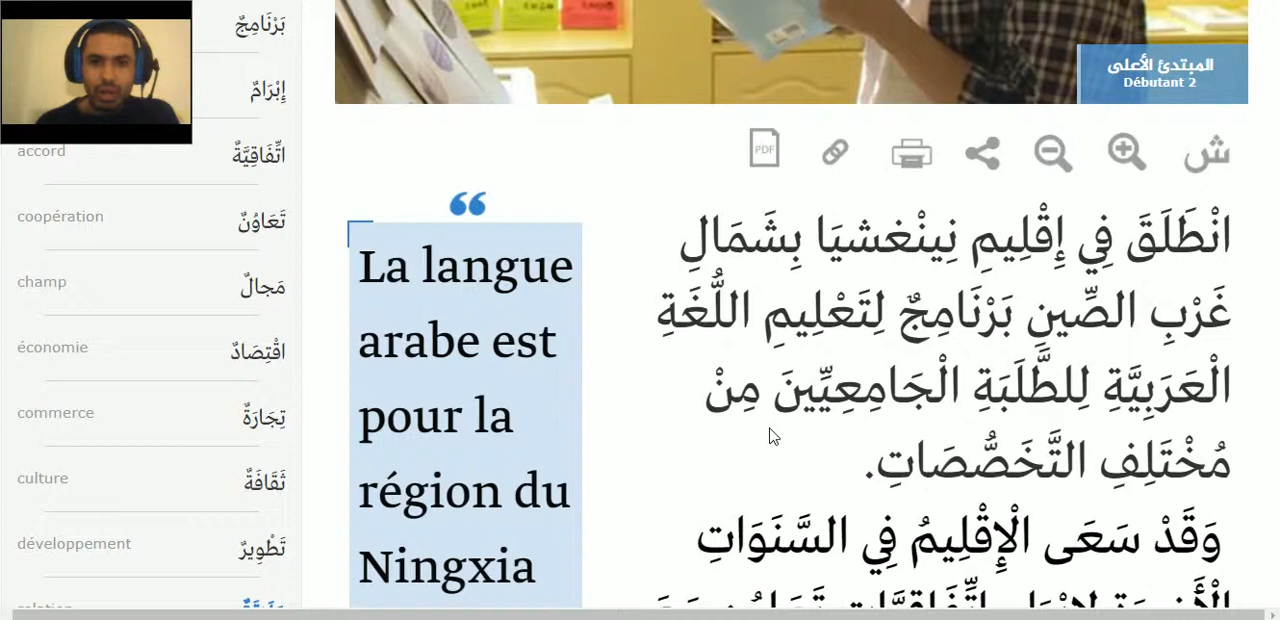 المبتدئ الأعلى
Débutant 2
PDF
ش
بَرْنَامِجٌ
إِبْرَامٌ
accord اتِّفَاقِيَّةٌ
coopération تَعَاوُنٌ
champ مَجالٌ
économie اقْتِصَادٌ
commerce تِجَارَةٌ
culture ثَقَافَةٌ
développement تَطْوِيرٌ
“
La langue
arabe est
pour la
région du
Ningxia
انْطَلَقَ فِي إِقْلِيمِ نِينْغشيَا بِشَمَالِ
غَرْبِ الصِّينِ بَرْنَامِجٌ لِتَعْلِيمِ اللُّغَةِ
الْعَرَبِيَّةِ لِلطَّلَبَةِ الْجَامِعِيِّينَ مِنْ
مُخْتَلِفِ التَّخَصُّصَاتِ.
وَقَدْ سَعَى الْإِقْلِيمُ فِي السَّنَوَاتِ